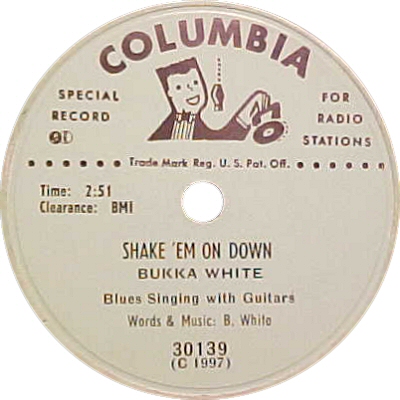 COLUMBIA
SPECIAL
RECORD
FOR
RADIO
STATIONS
Trade Mark Reg. U. S. Pat. Off.
Time: 2:51
Clearance: BMI
SHAKE 'EM ON DOWN
BUKKA WHITE
Blues Singing with Guitars
Words & Music: B. White
30139
(C 1997)